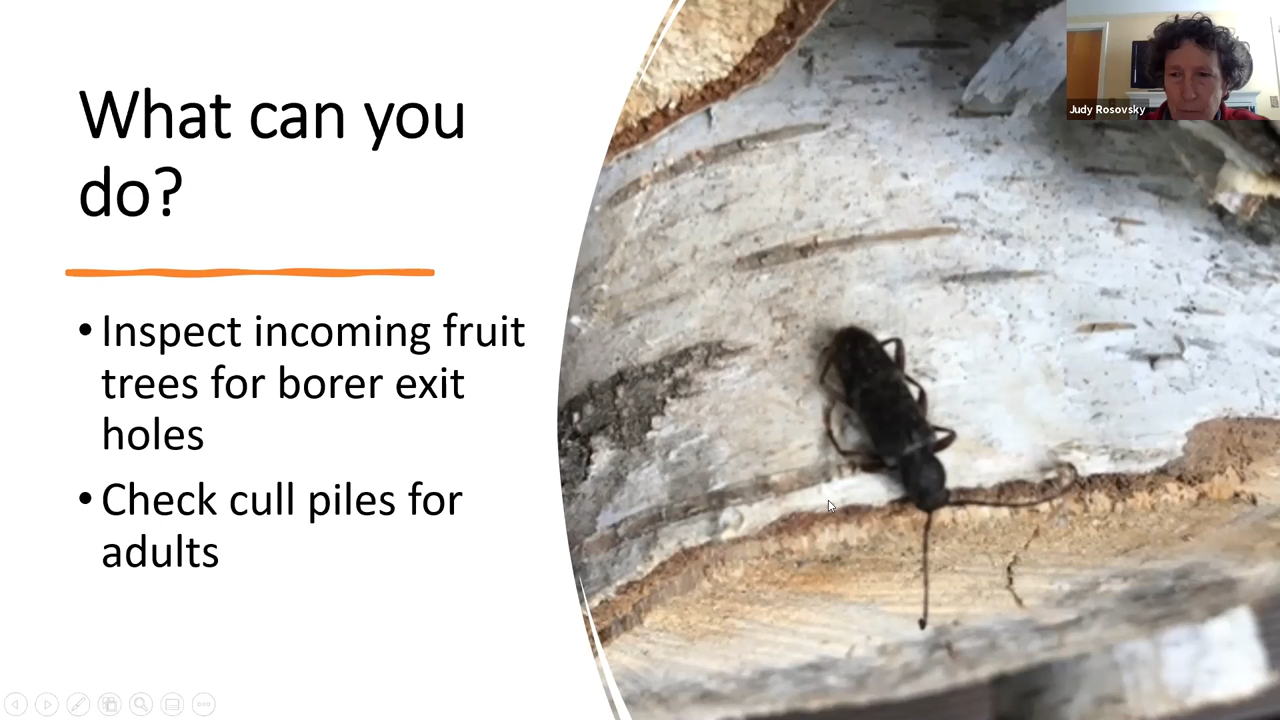 What can you
do?
• Inspect incoming fruit
trees for borer exit
holes
• Check cull piles for
adults
Judy Rosovsky